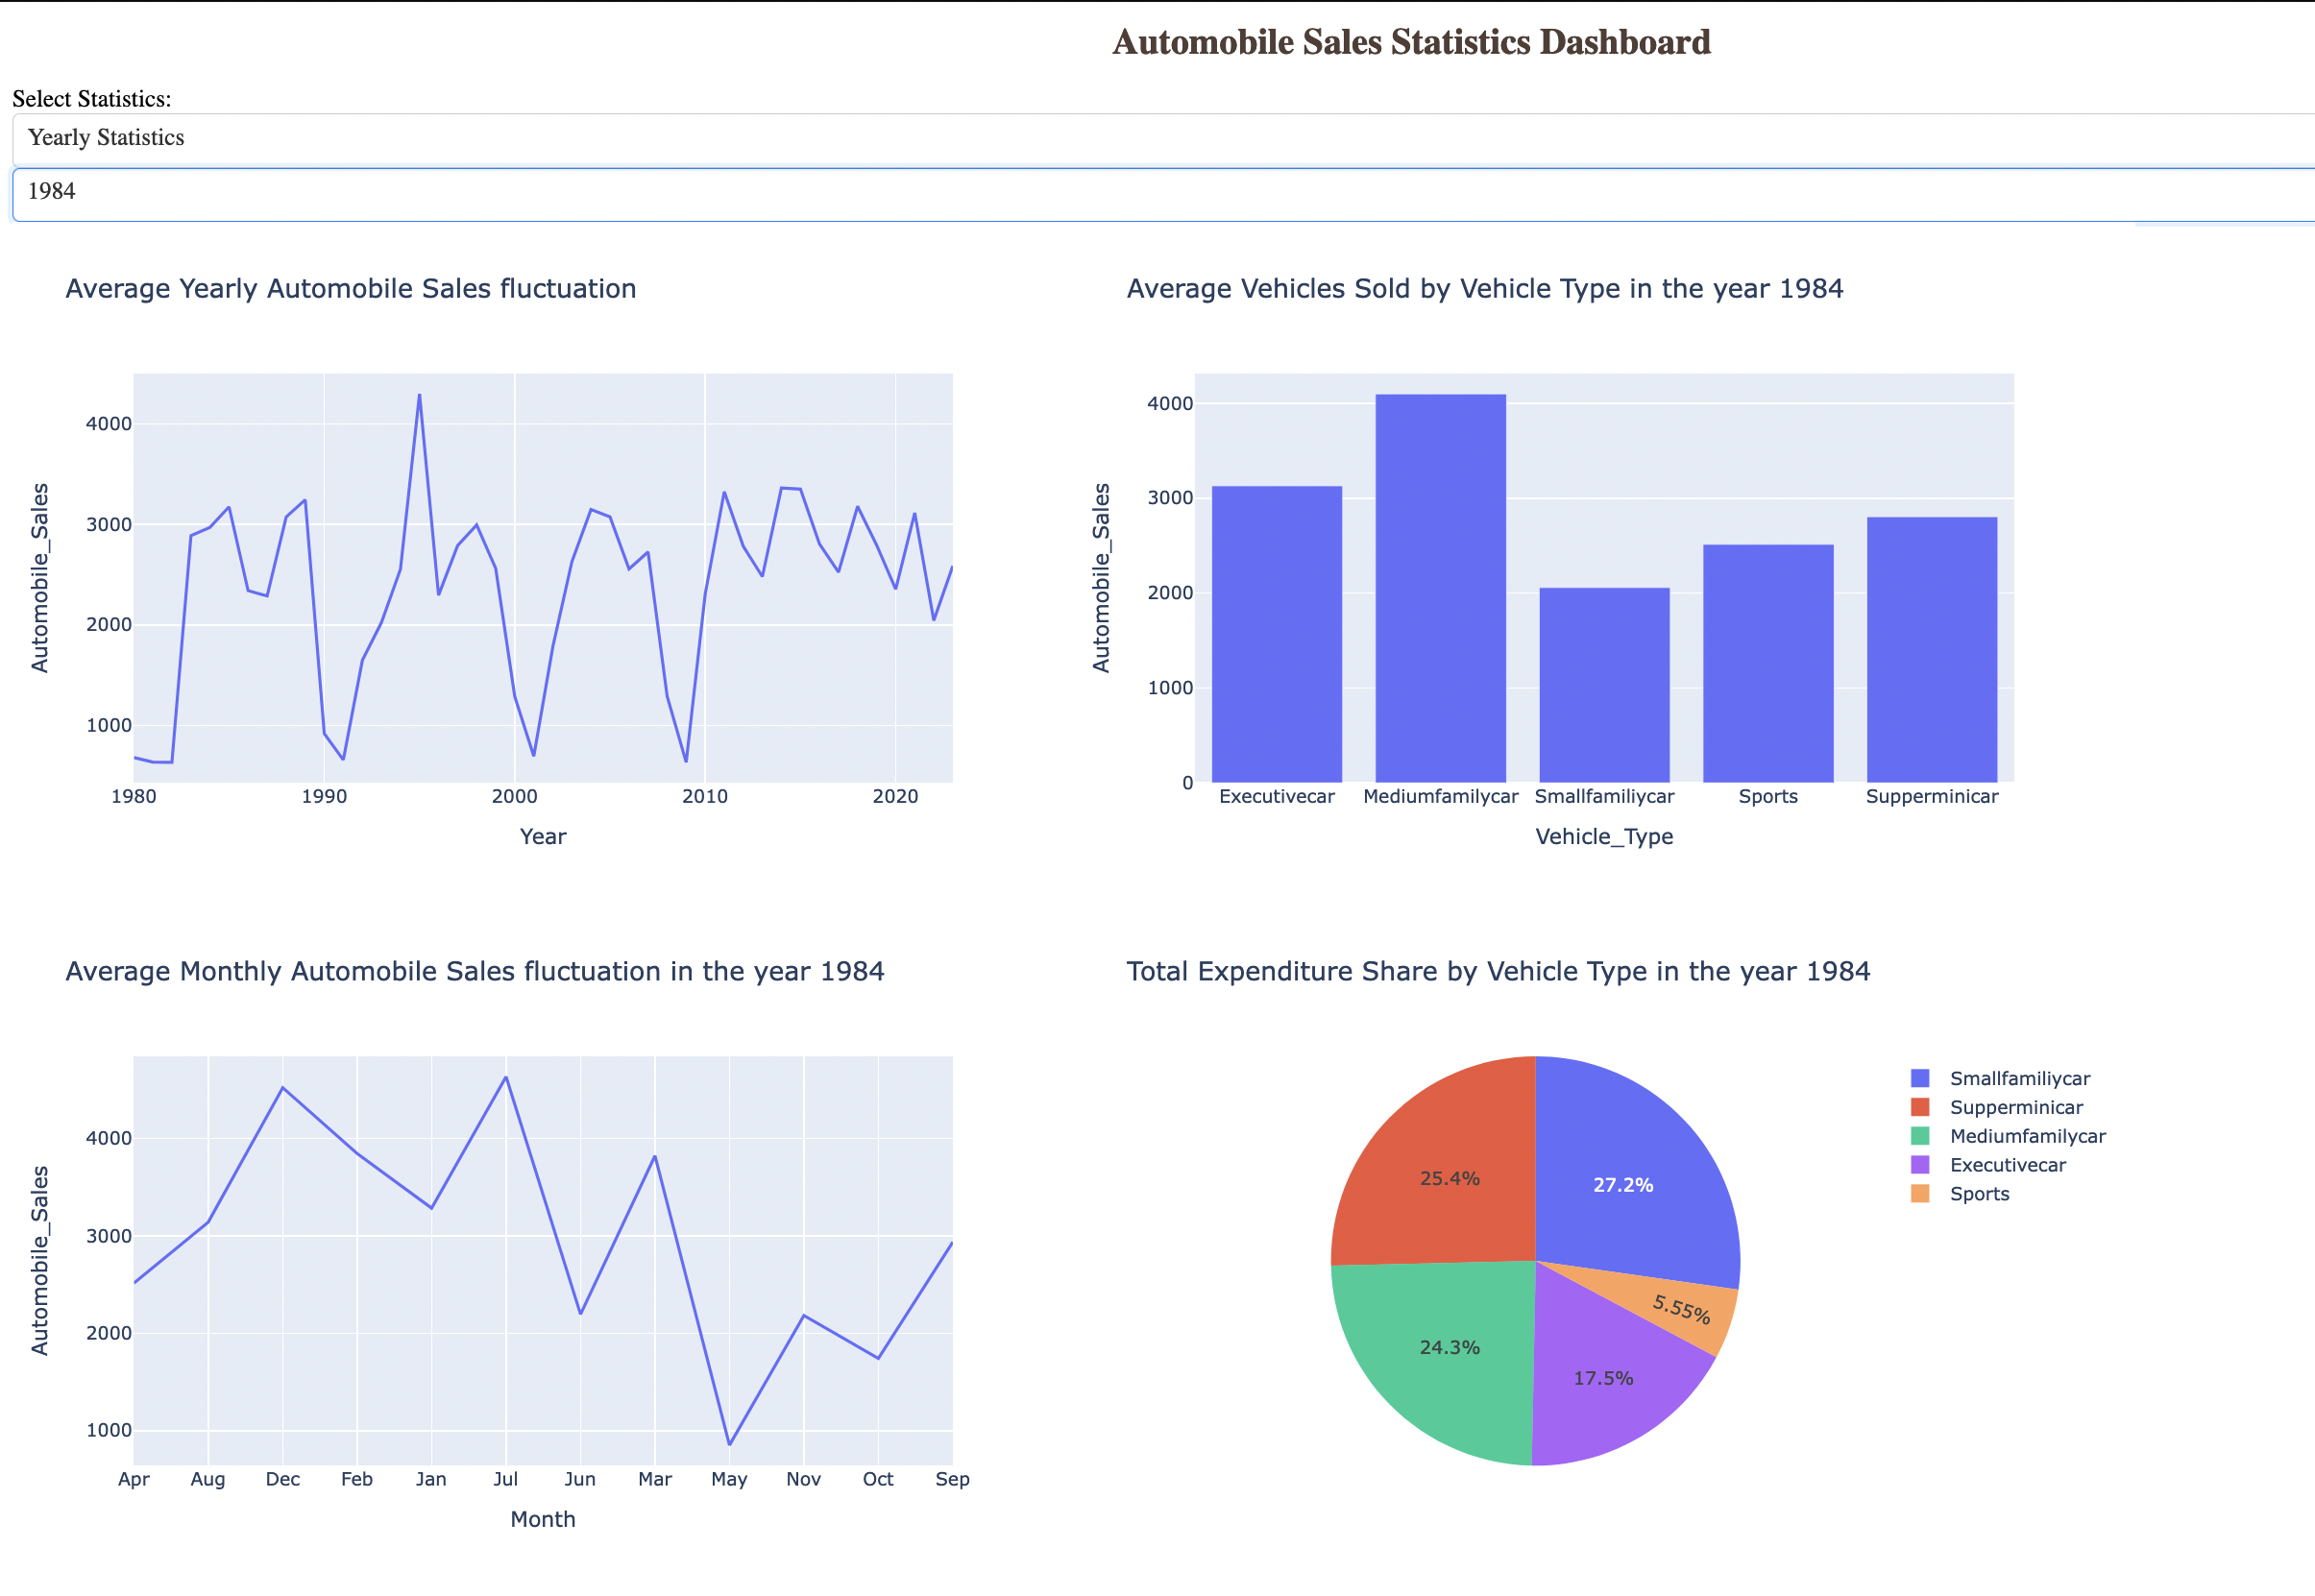 Automobile Sales Statistics Dashboard
Select Statistics:
Yearly Statistics
1984
Average Yearly Automobile Sales fluctuation
Automobile_Sales
4000
3000
2000
1000
1980 1990 2000 2010 2020
Year
Average Vehicles Sold by Vehicle Type in the year 1984
Automobile_Sales
4000
3000
2000
1000
0
Executivecar Mediumfamilycar Smallfamiliycar Sports Supperminicar
Vehicle_Type
Average Monthly Automobile Sales fluctuation in the year 1984
Automobile_Sales
4000
3000
2000
1000
Apr Aug Dec Feb Jan Jul Jun Mar May Nov Oct Sep
Month
Total Expenditure Share by Vehicle Type in the year 1984
25.4%
27.2%
5.55%
24.3%
17.5%
Smallfamiliycar
Supperminicar
Mediumfamilycar
Executivecar
Sports